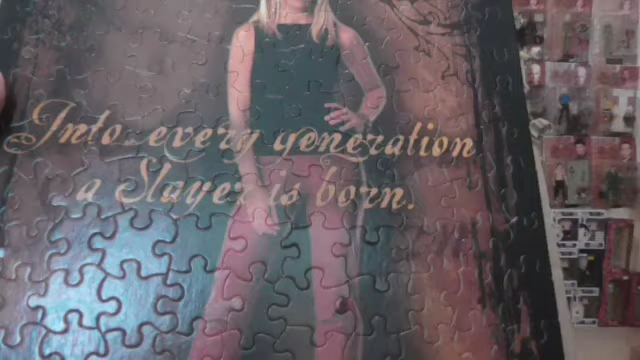 Into every generation
a Slayer is born.